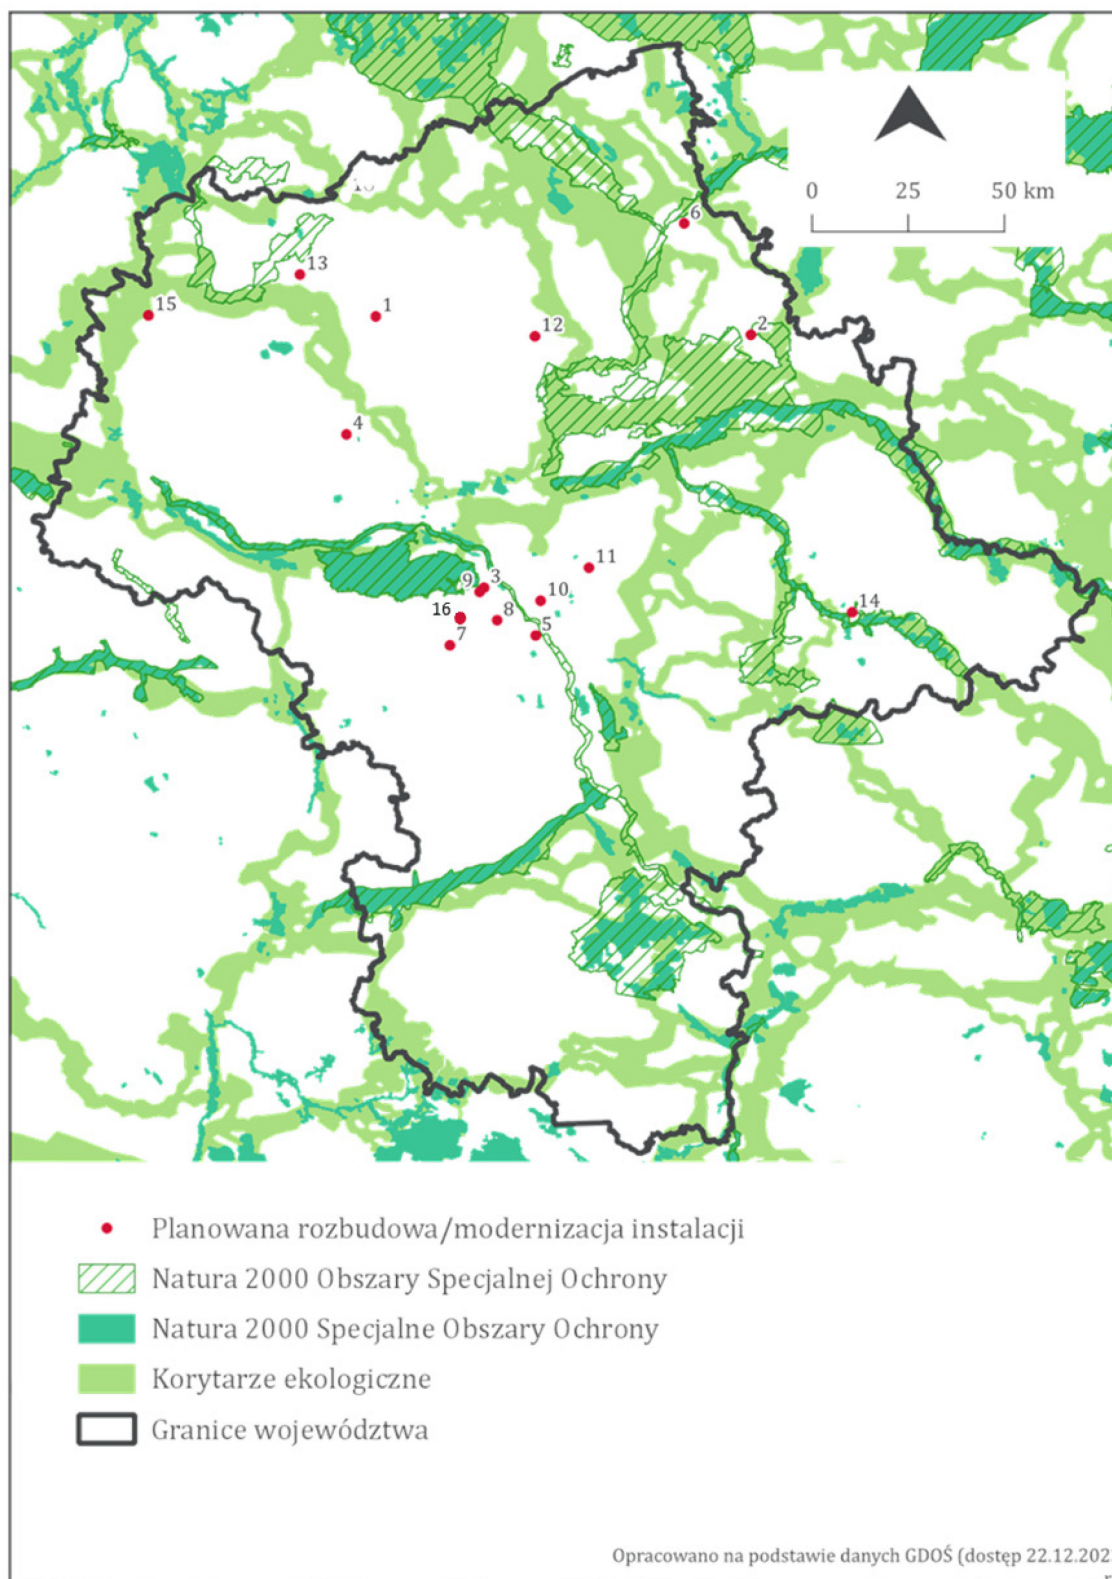 0 25 50 km
6
13
15
1
12
2
4
11
9 3
10
16
8
14
7
5
Planowana rozbudowa/modernizacja instalacji
Natura 2000 Obszary Specjalnej Ochrony
Natura 2000 Specjalne Obszary Ochrony
Korytarze ekologiczne
Granice województwa
Opracowano na podstawie danych GDOŚ (dostęp 22.12.202